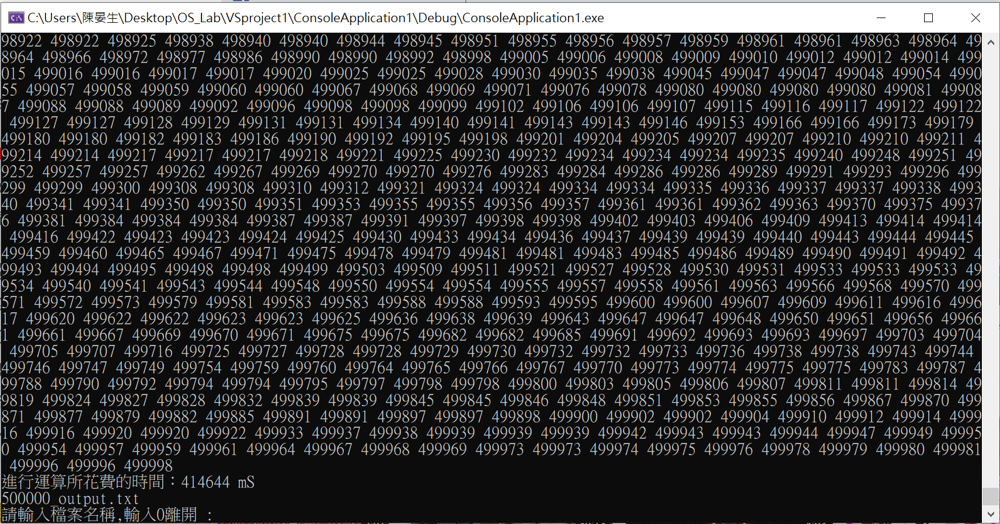 C:\Users\陳晏生\Desktop\OS_Lab\VSproject1\ConsoleApplication1\Debug\ConsoleApplication1.exe
98922 498922 498925 498938 498940 498940 498944 498945 498951 498955 498956 498957 498959 498961 498961 498963 498964 49
8964 498966 498972 498977 498986 498990 498990 498992 498998 499005 499006 499008 499009 499010 499012 499012 499014 499
015 499016 499016 499017 499017 499020 499025 499025 499028 499030 499035 499038 499045 499047 499047 499048 499054 4990
55 499057 499058 499059 499060 499060 499067 499068 499069 499071 499076 499078 499080 499080 499080 499080 499081 49908
7 499088 499088 499089 499092 499096 499098 499098 499099 499102 499106 499106 499107 499115 499116 499117 499122 499122
499127 499127 499128 499129 499131 499131 499134 499140 499141 499143 499143 499146 499153 499166 499166 499173 499179
499180 499180 499182 499183 499186 499190 499192 499195 499198 499201 499204 499205 499207 499207 499210 499210 499211 4
99214 499214 499217 499217 499217 499218 499221 499225 499230 499232 499234 499234 499234 499235 499240 499248 499251 49
9252 499257 499257 499262 499267 499269 499270 499270 499276 499283 499284 499286 499286 499289 499291 499293 499296 499
299 499299 499300 499308 499308 499310 499312 499321 499324 499324 499334 499334 499335 499336 499337 499337 499338 4993
40 499341 499341 499350 499350 499351 499353 499355 499355 499356 499357 499361 499361 499362 499363 499370 499375 49937
6 499381 499384 499384 499384 499387 499387 499391 499397 499398 499398 499402 499403 499406 499409 499413 499414 499414
499416 499422 499423 499423 499424 499425 499430 499433 499434 499436 499437 499439 499439 499440 499443 499444 499445
499459 499460 499465 499467 499471 499475 499478 499479 499481 499481 499483 499485 499486 499489 499490 499491 499492 4
99493 499494 499495 499498 499498 499499 499503 499509 499511 499521 499527 499528 499530 499531 499533 499533 499533 49
9534 499540 499541 499543 499544 499548 499550 499554 499554 499555 499557 499558 499561 499563 499566 499568 499570 499
571 499572 499573 499579 499581 499583 499583 499588 499588 499593 499595 499600 499600 499607 499609 499611 499616 4996
17 499620 499622 499622 499623 499623 499625 499636 499638 499639 499643 499647 499647 499648 499650 499651 499656 49966
1 499661 499667 499669 499670 499671 499675 499675 499682 499682 499685 499691 499692 499693 499693 499697 499703 499704
499705 499707 499716 499725 499727 499728 499728 499729 499730 499732 499732 499733 499736 499738 499738 499743 499744
499746 499747 499749 499754 499759 499760 499764 499765 499766 499767 499770 499773 499774 499775 499775 499783 499787 4
99788 499790 499792 499794 499794 499795 499797 499798 499798 499800 499803 499805 499806 499807 499811 499811 499814 49
9819 499824 499827 499828 499832 499839 499839 499845 499845 499846 499848 499851 499853 499855 499856 499867 499870 499
871 499877 499879 499882 499885 499891 499891 499897 499897 499898 499900 499902 499902 499904 499910 499912 499914 4999
16 499916 499920 499920 499922 499933 499937 499938 499939 499939 499939 499942 499943 499943 499944 499947 499949 49995
0 499954 499957 499959 499961 499964 499967 499968 499969 499973 499973 499974 499975 499976 499978 499979 499980 499981
499996 499996 499998
進行運算所花費的時間：414644 mS
500000_output.txt
請輸入檔案名稱,輸入0離開 :